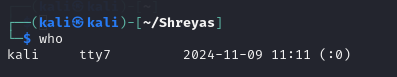 ┌──(kali㉿kali)-[~/Shreyas]
└─$ who
kali     tty7         2024-11-09 11:11 (:0)